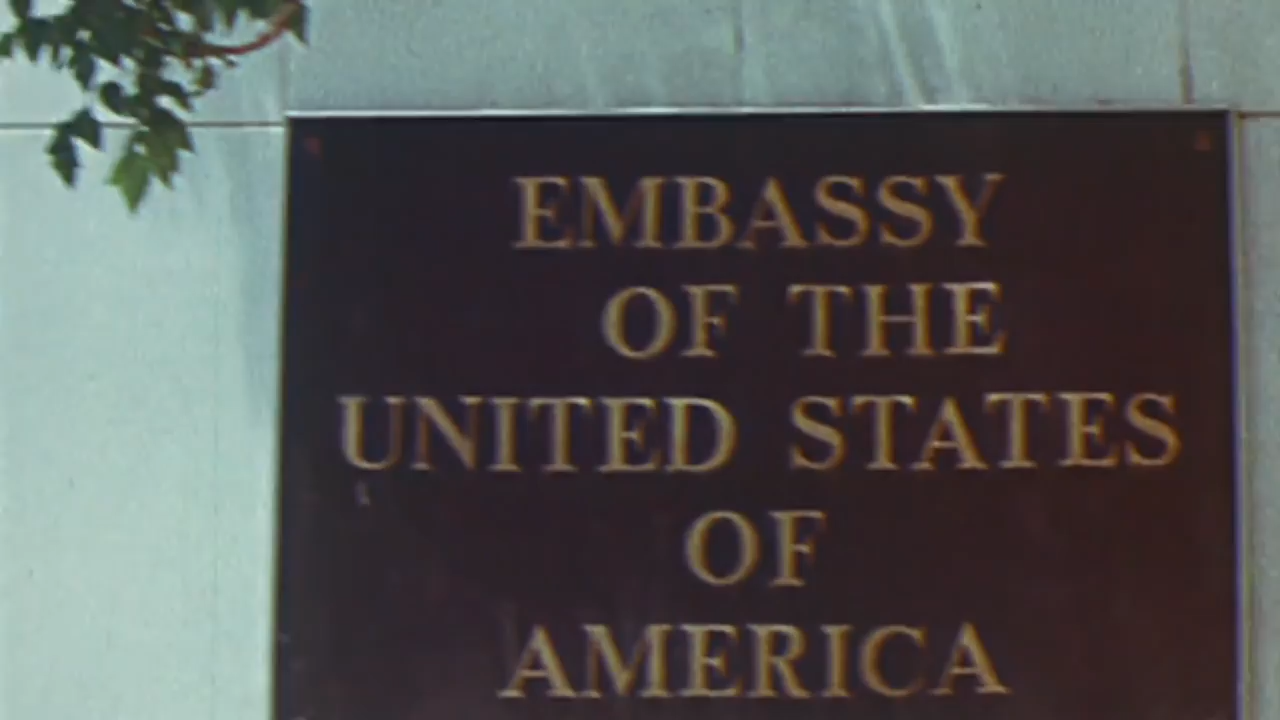 EMBASSY
OF THE
UNITED STATES
OF
AMERICA